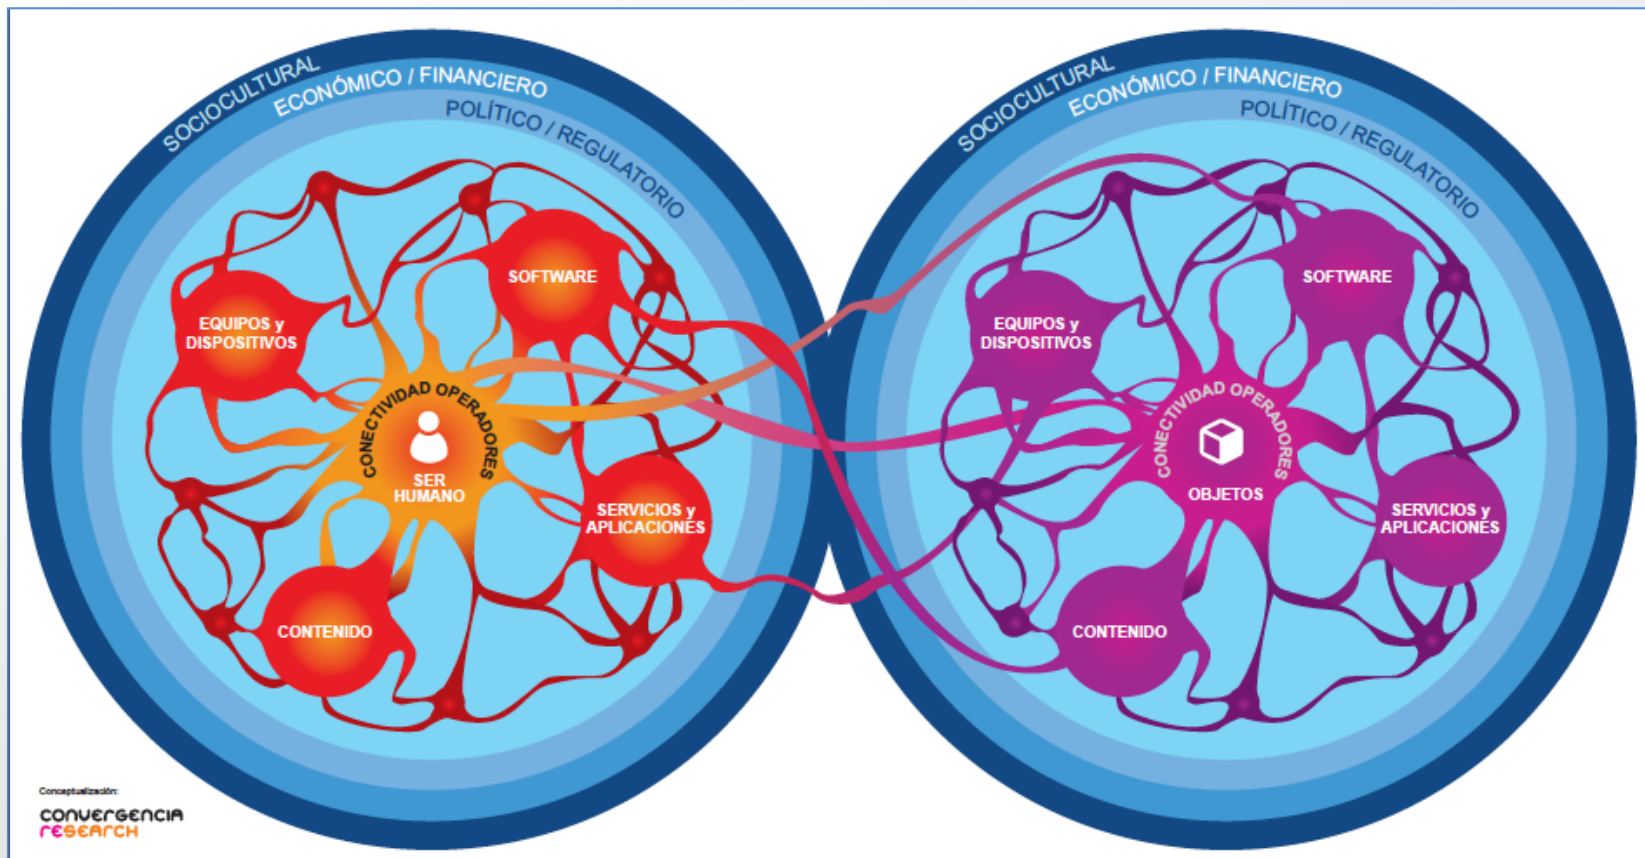 SOCIOCULTURAL
ECONÓMICO / FINANCIERO
POLÍTICO / REGULATORIO
SOFTWARE
EQUIPOS y
DISPOSITIVOS
CONECTIVIDAD OPERADORES
SER
HUMANO
SERVICIOS y
APLICACIONES
CONTENIDO
SOCIOCULTURAL
ECONÓMICO / FINANCIERO
POLÍTICO / REGULATORIO
SOFTWARE
EQUIPOS y
DISPOSITIVOS
CONECTIVIDAD OPERADORES
OBJETOS
SERVICIOS y
APLICACIONES
CONTENIDO
Conceptualización:
CONVERGENCIA
RESEARCH